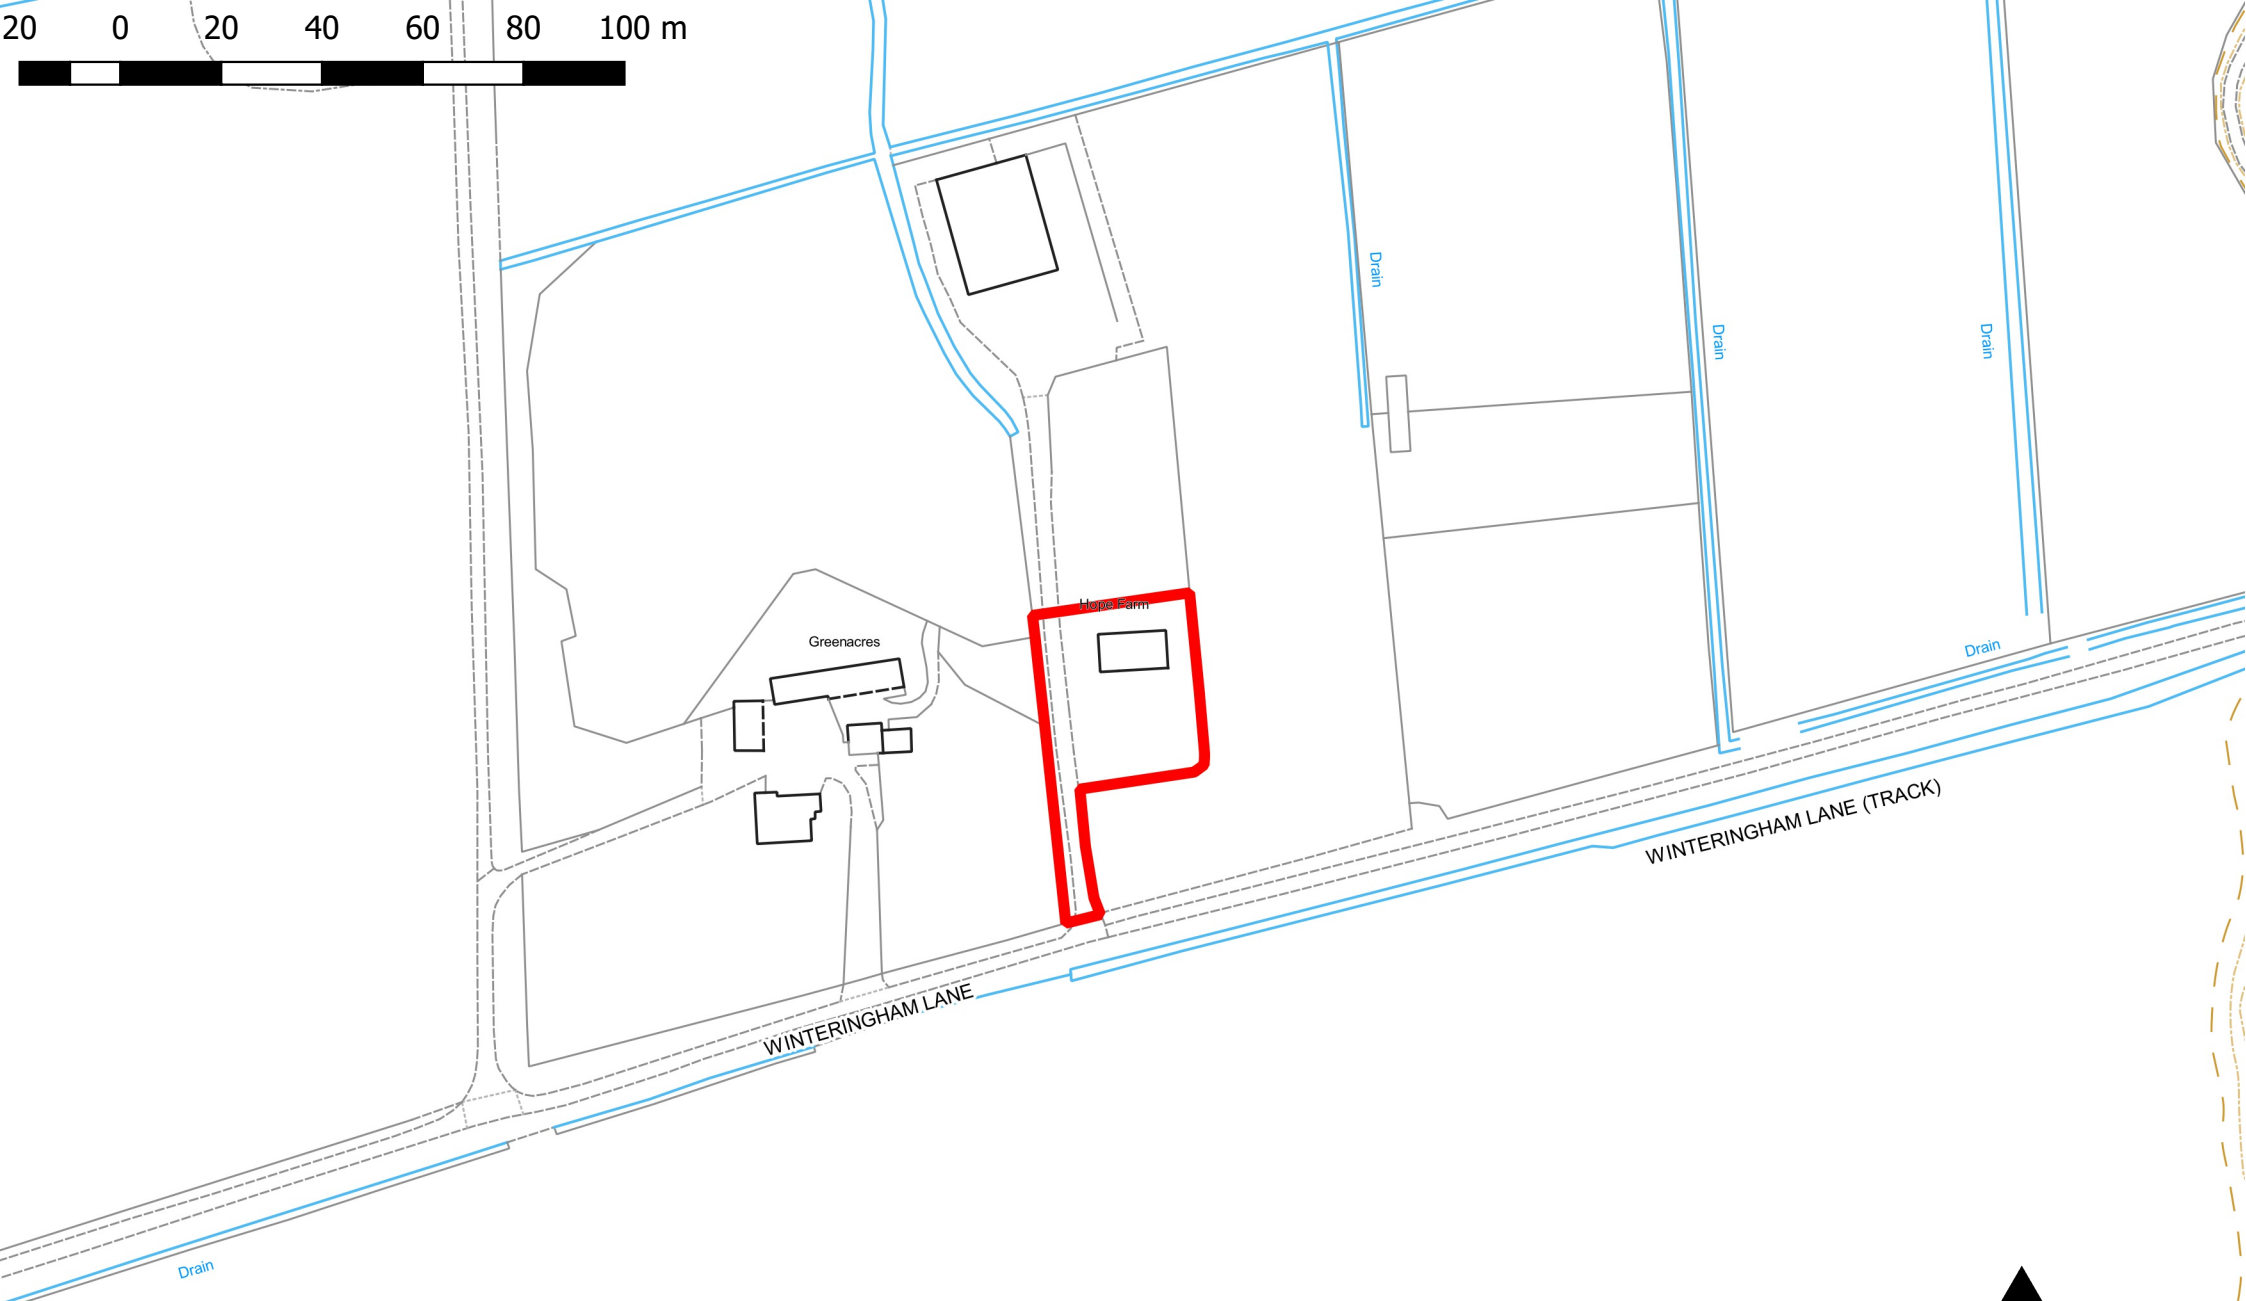 20 0 20 40 60 80 100 m
Drain
Drain
Drain
Hope Farm
Greenacres
Drain
WINTERINGHAM LANE (TRACK)
WINTERINGHAM LANE
Drain